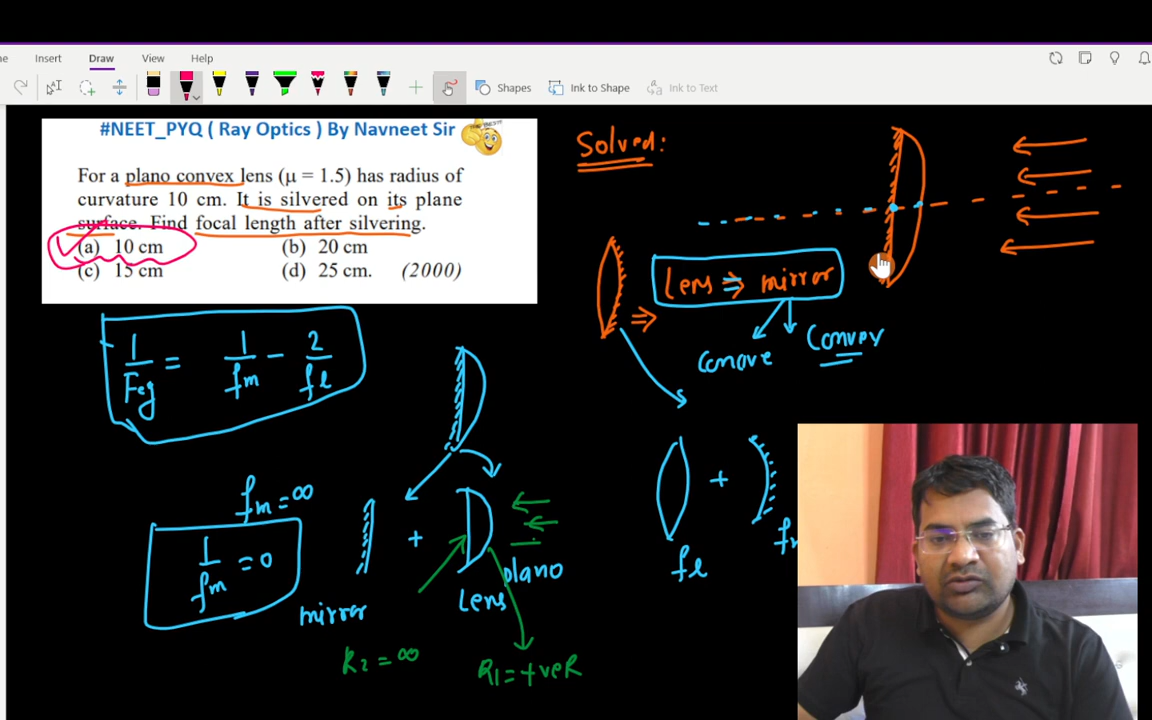 Insert Draw View Help
Shapes Ink to Shape Ink to Text
#NEET_PYQ ( Ray Optics ) By Navneet Sir
For a plano convex lens (μ = 1.5) has radius of
curvature 10 cm. It is silvered on its plane
surface. Find focal length after silvering.
(a) 10 cm (b) 20 cm
(c) 15 cm (d) 25 cm. (2000)
Solved:
lens ⇒ mirror
Conave Convex
1/Feq = 1/fm - 2/fl
fm = ∞
1/fm = 0
mirror + Lens
plano
R2 = ∞
R1 = +veR
+
fl